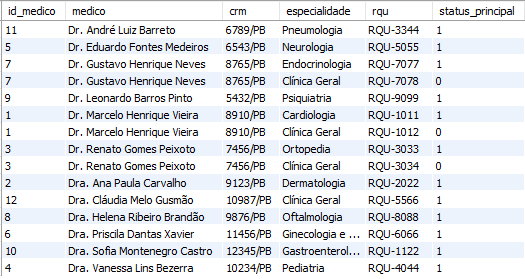 id_medico medico crm especialidade rqu status_principal
11 Dr. André Luiz Barreto 6789/PB Pneumologia RQU-3344 1
5 Dr. Eduardo Fontes Medeiros 6543/PB Neurologia RQU-5055 1
7 Dr. Gustavo Henrique Neves 8765/PB Endocrinologia RQU-7077 1
7 Dr. Gustavo Henrique Neves 8765/PB Clínica Geral RQU-7078 0
9 Dr. Leonardo Barros Pinto 5432/PB Psiquiatria RQU-9099 1
1 Dr. Marcelo Henrique Vieira 8910/PB Cardiologia RQU-1011 1
1 Dr. Marcelo Henrique Vieira 8910/PB Clínica Geral RQU-1012 0
3 Dr. Renato Gomes Peixoto 7456/PB Ortopedia RQU-3033 1
3 Dr. Renato Gomes Peixoto 7456/PB Clínica Geral RQU-3034 0
2 Dra. Ana Paula Carvalho 9123/PB Dermatologia RQU-2022 1
12 Dra. Cláudia Melo Gusmão 10987/PB Clínica Geral RQU-5566 1
8 Dra. Helena Ribeiro Brandão 9876/PB Oftalmologia RQU-8088 1
6 Dra. Priscila Dantas Xavier 11456/PB Ginecologia e ... RQU-6066 1
10 Dra. Sofia Montenegro Castro 12345/PB Gastroenterol... RQU-1122 1
4 Dra. Vanessa Lins Bezerra 10234/PB Pediatria RQU-4044 1